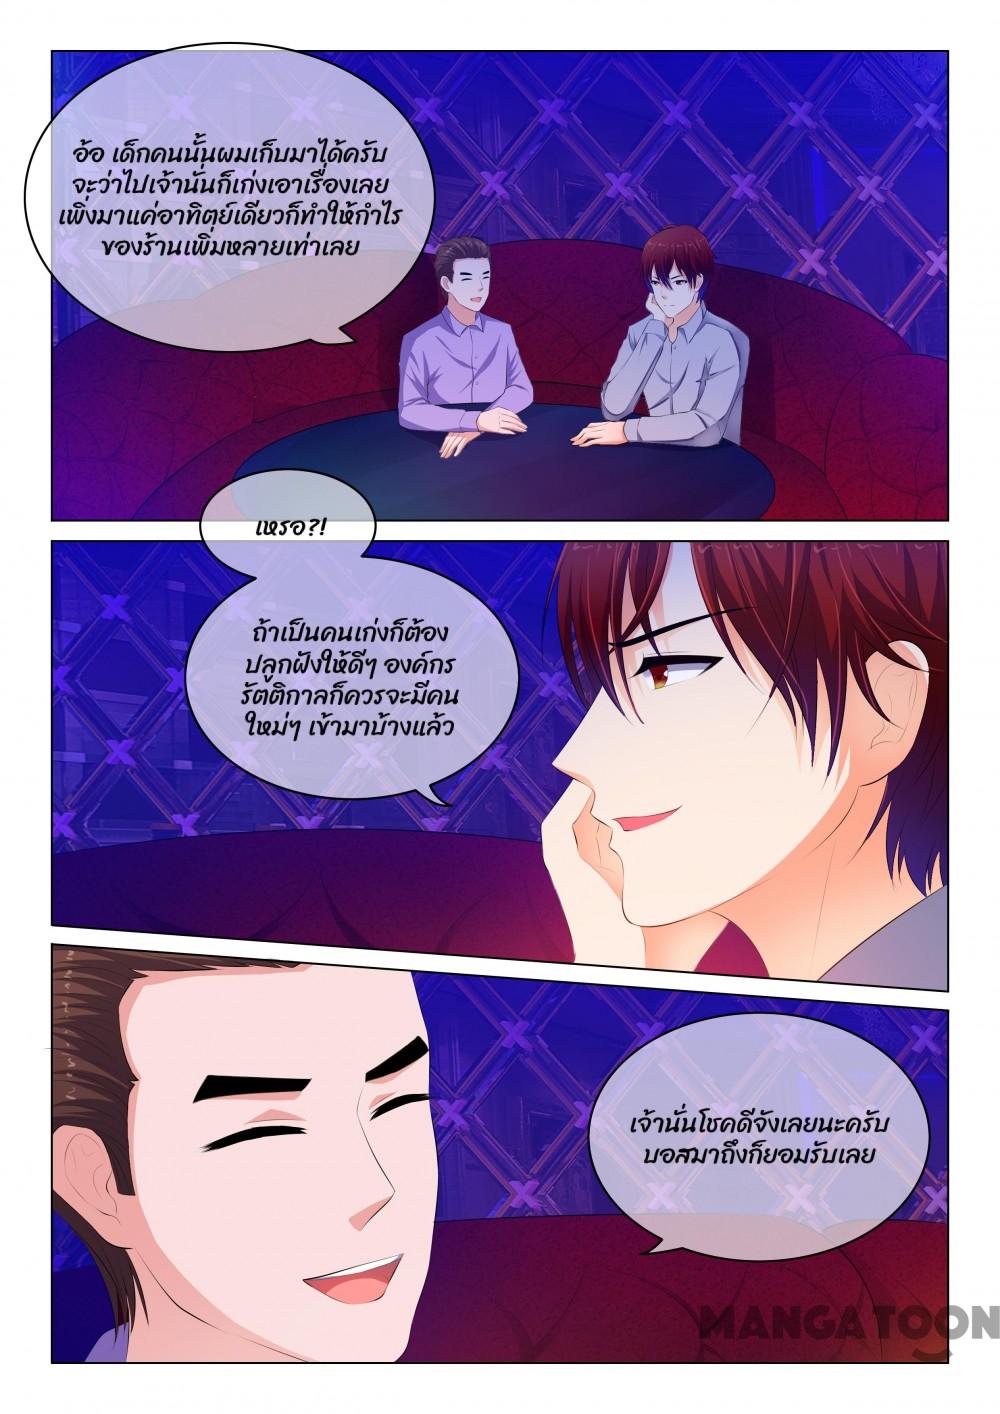 อ้อ เด็กคนนั้นผมเก็บมาได้ครับ
จะว่าไปเจ้านั่นก็เก่งเอาเรื่องเลย
เพิ่งมาแค่อาทิตย์เดียวก็ทำให้กำไร
ของร้านเพิ่มหลายเท่าเลย
เหรอ?!
ถ้าเป็นคนเก่งก็ต้อง
ปลูกฝังให้ดีๆ องค์กร
รัตติกาลก็ควรจะมีคน
ใหม่ๆ เข้ามาบ้างแล้ว
เจ้านั่นโชคดีจังเลยนะครับ
บอสมาถึงก็ยอมรับเลย
MANGATOON